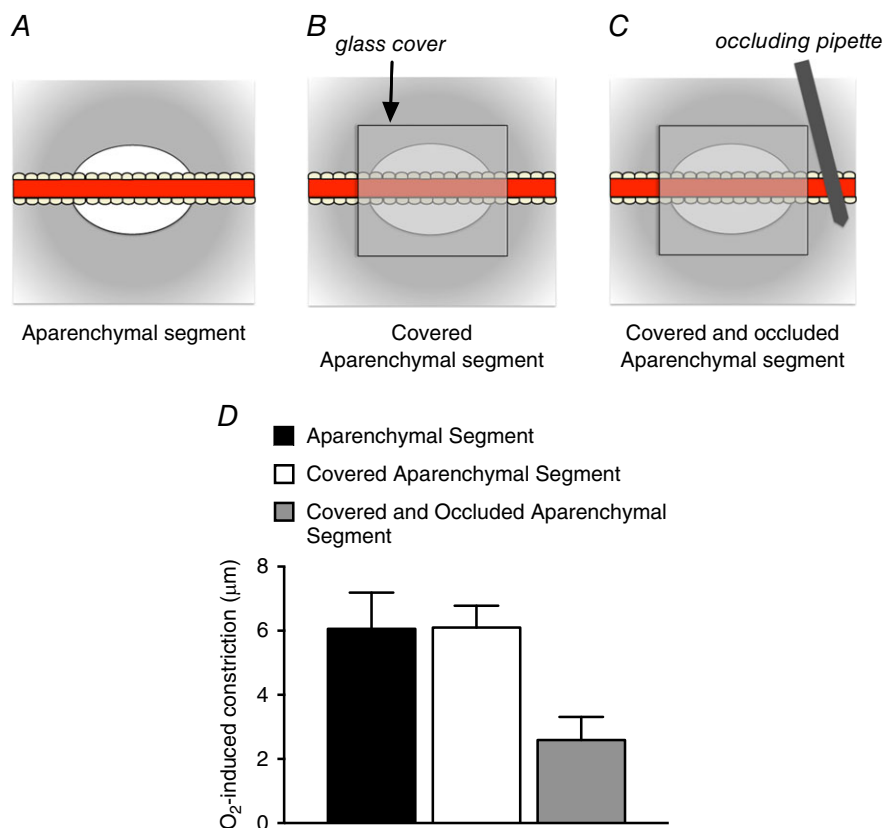 A
B
C
glass cover
occluding pipette
Aparenchymal segment
Covered
Aparenchymal segment
Covered and occluded
Aparenchymal segment
D
Aparenchymal Segment
Covered Aparenchymal Segment
Covered and Occluded Aparenchymal
Segment
O₂-induced constriction (μm)
8
6
4
2
0